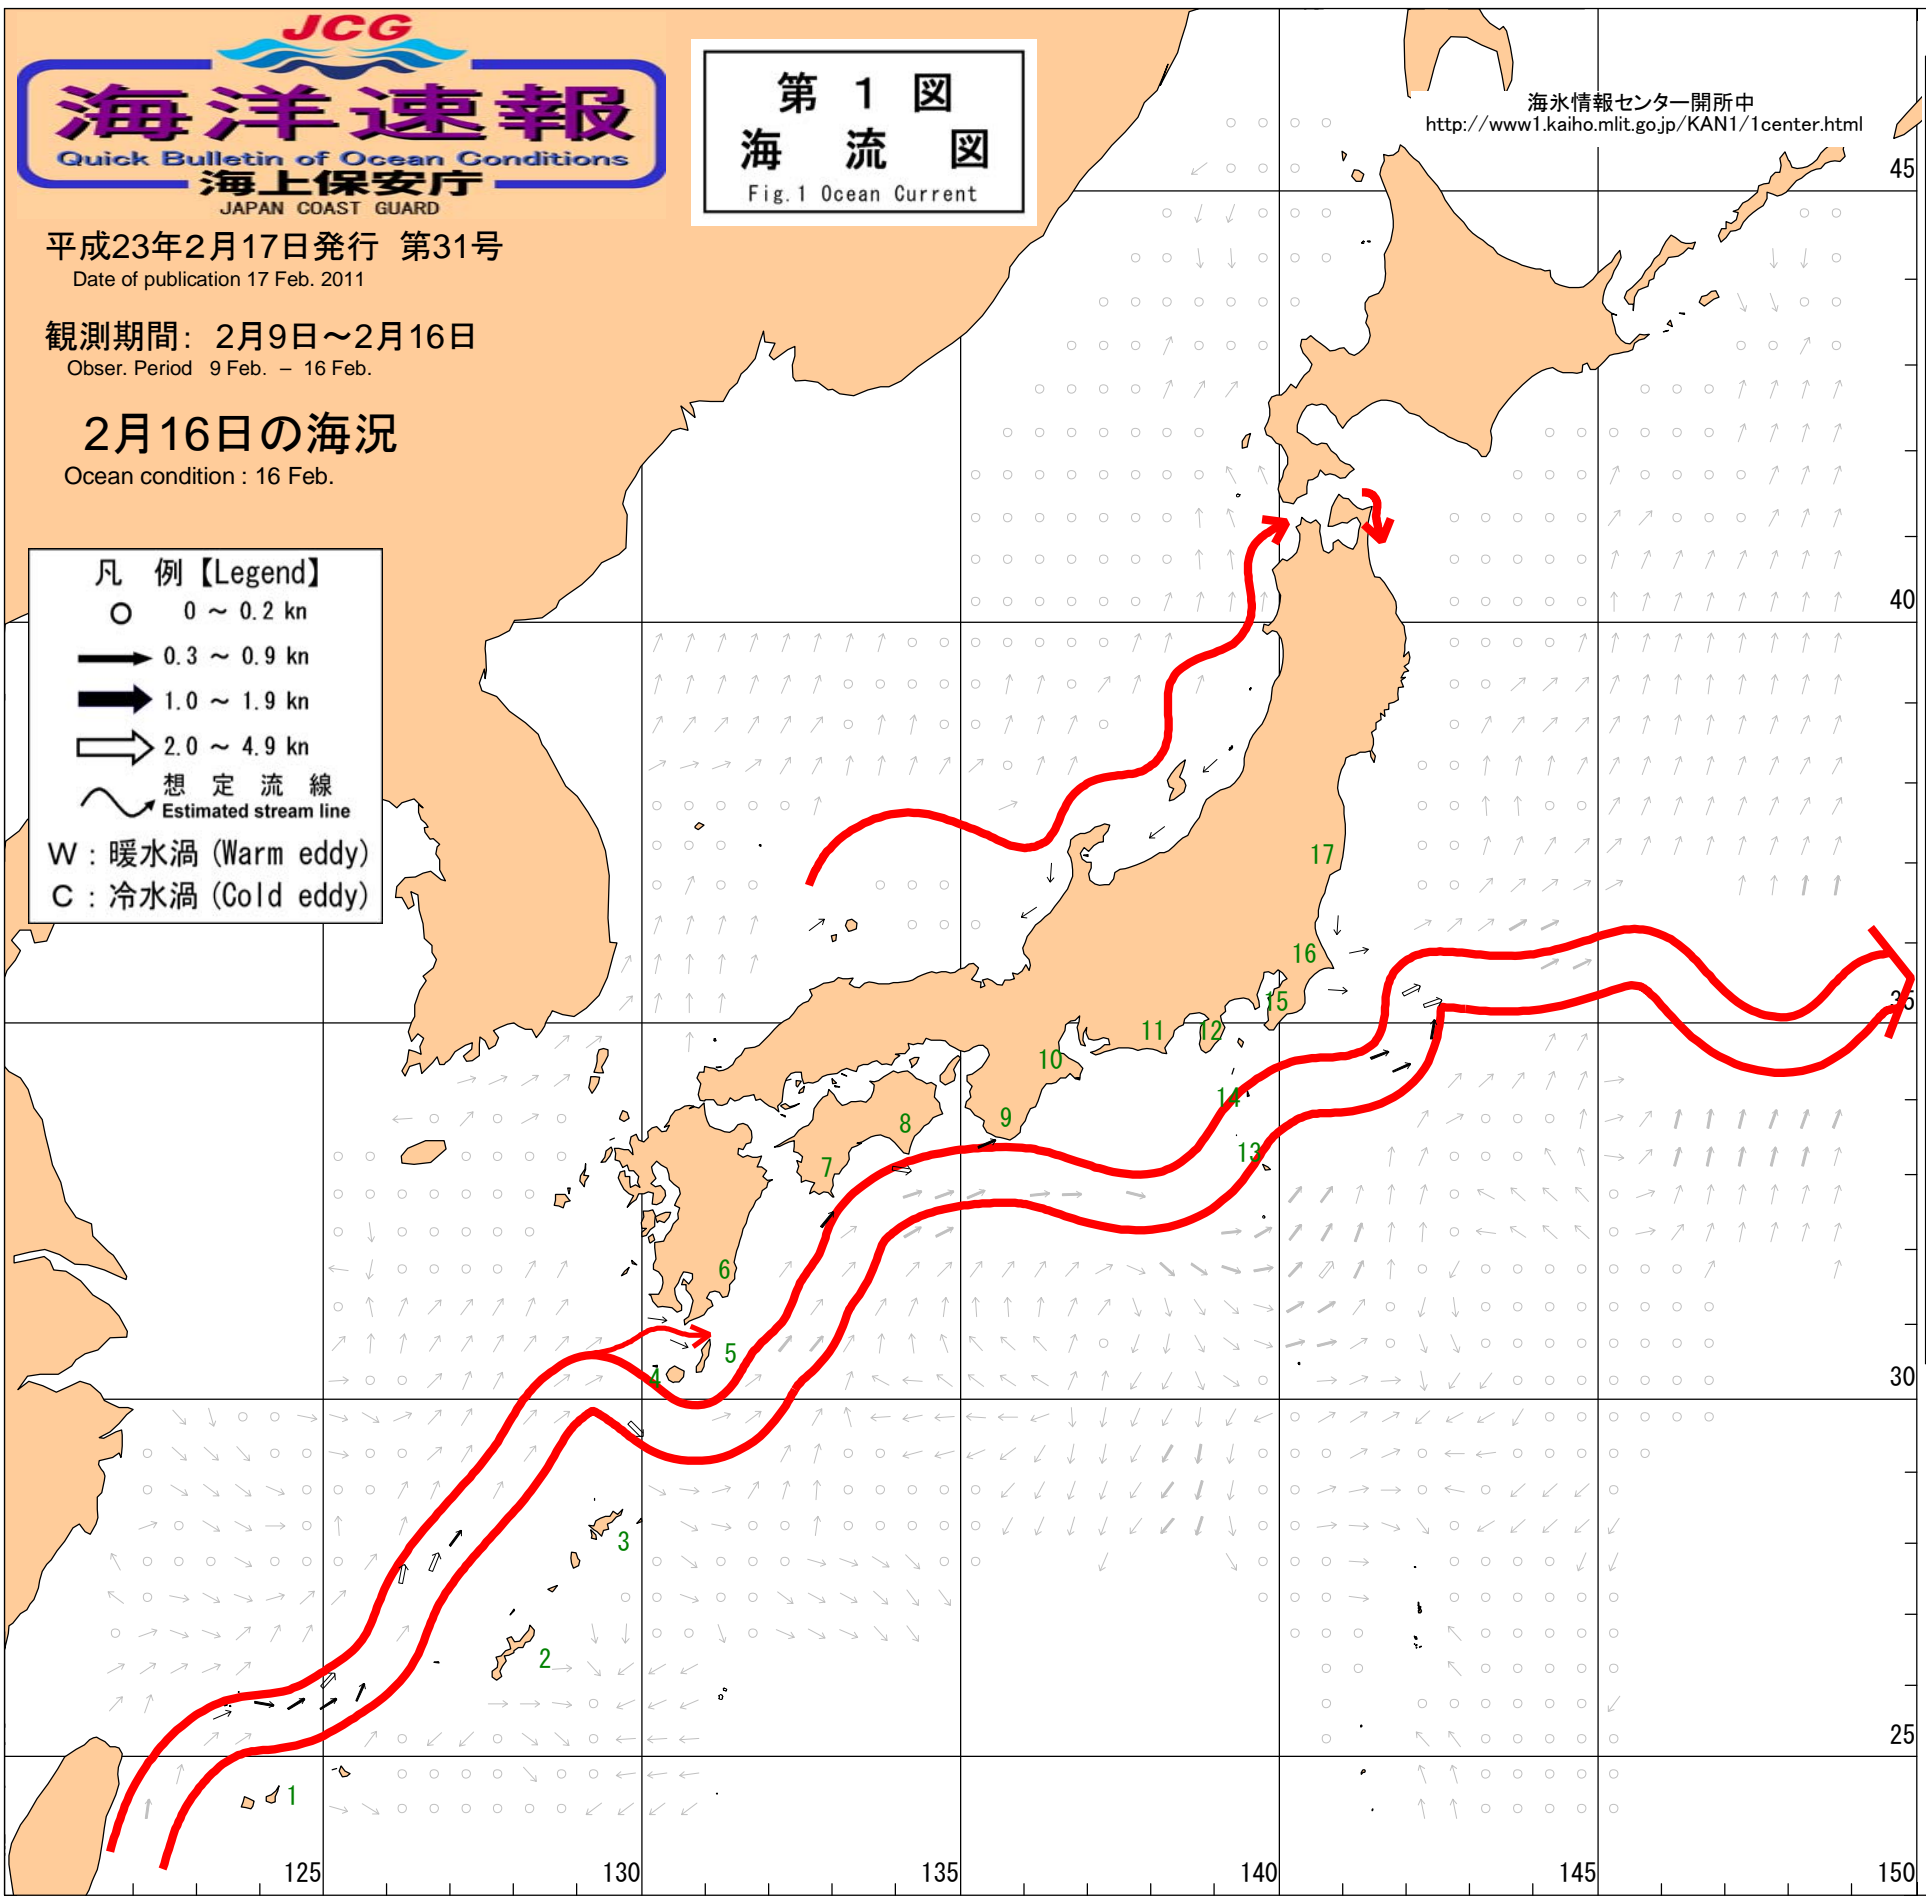 JCG
海洋速報
Quick Bulletin of Ocean Conditions
海上保安庁
JAPAN COAST GUARD
第 1 図
海 流 図
Fig.1 Ocean Current
海氷情報センター開所中
http://www1.kaiho.mlit.go.jp/KAN1/1center.html
平成23年2月17日発行 第31号
Date of publication 17 Feb. 2011
観測期間: 2月9日～2月16日
Obser. Period 9 Feb. – 16 Feb.
2月16日の海況
Ocean condition : 16 Feb.
凡 例【Legend】
0 ～ 0.2 kn
0.3 ～ 0.9 kn
1.0 ～ 1.9 kn
2.0 ～ 4.9 kn
想 定 流 線
Estimated stream line
W : 暖水渦 (Warm eddy)
C : 冷水渦 (Cold eddy)
45
40
17
16
15
35
11
12
10
14
9
8
13
7
6
5
4
30
3
2
25
1
125
130
135
140
145
150